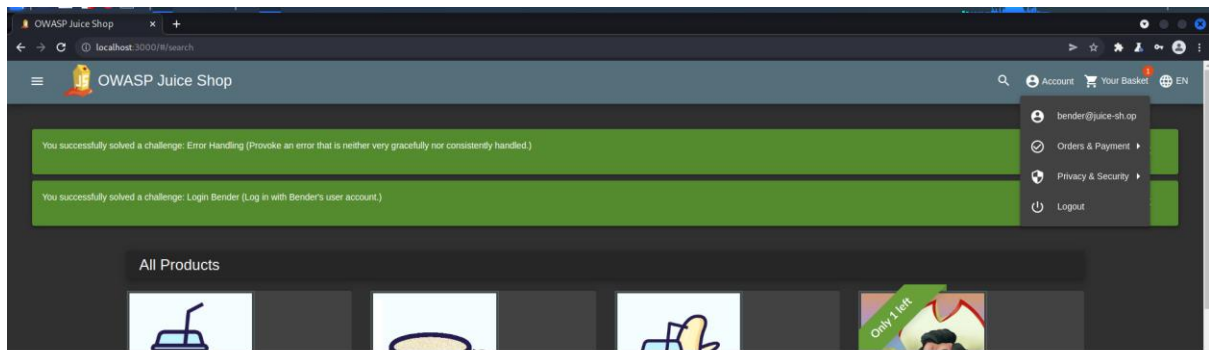 OWASP Juice Shop
localhost:3000/#/search
OWASP Juice Shop
Account
Your Basket
1
EN
bender@juice-sh.op
Orders & Payment
Privacy & Security
Logout
You successfully solved a challenge: Error Handling (Provoke an error that is neither very gracefully nor consistently handled.)
You successfully solved a challenge: Login Bender (Log in with Bender's user account.)
All Products
Only 1 left